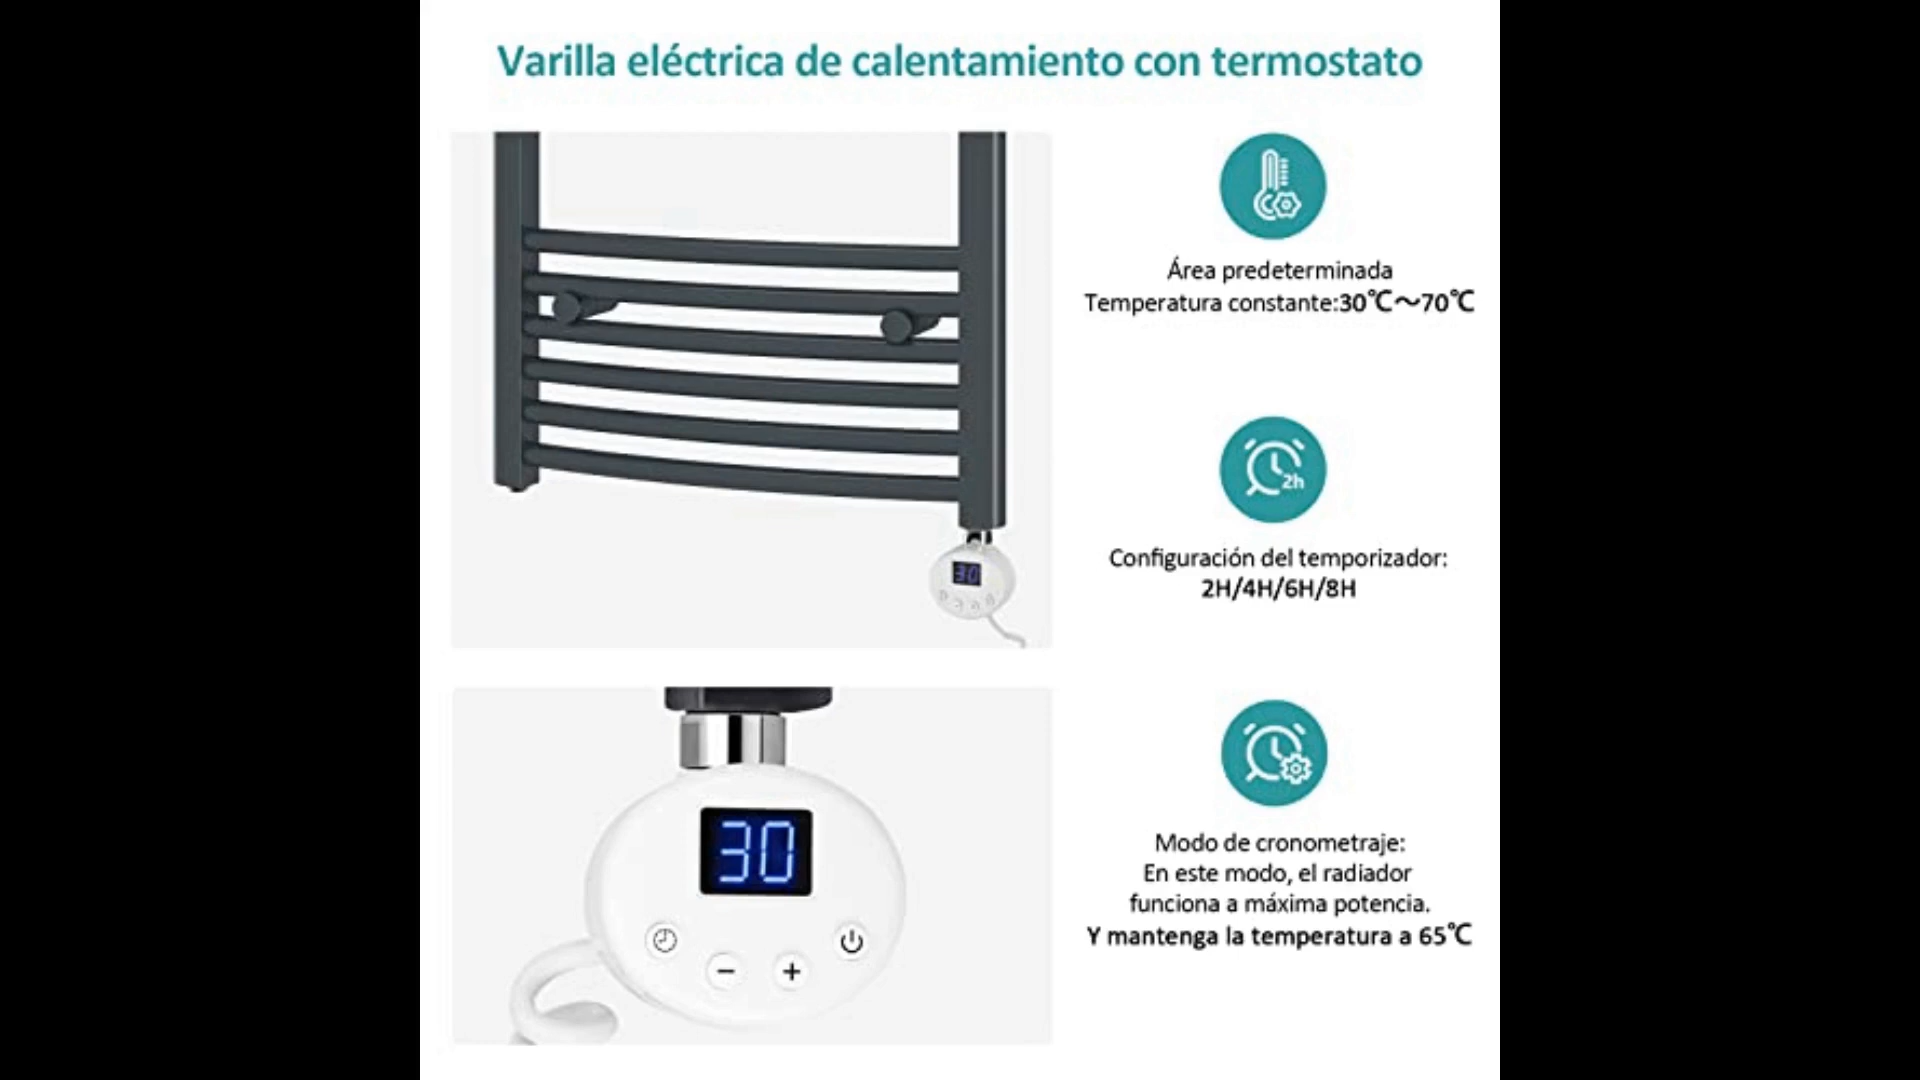 Varilla eléctrica de calentamiento con termostato
Área predeterminada
Temperatura constante:30℃～70℃
2h
Configuración del temporizador:
2H/4H/6H/8H
30
30
Modo de cronometraje:
En este modo, el radiador
funciona a máxima potencia.
Y mantenga la temperatura a 65℃